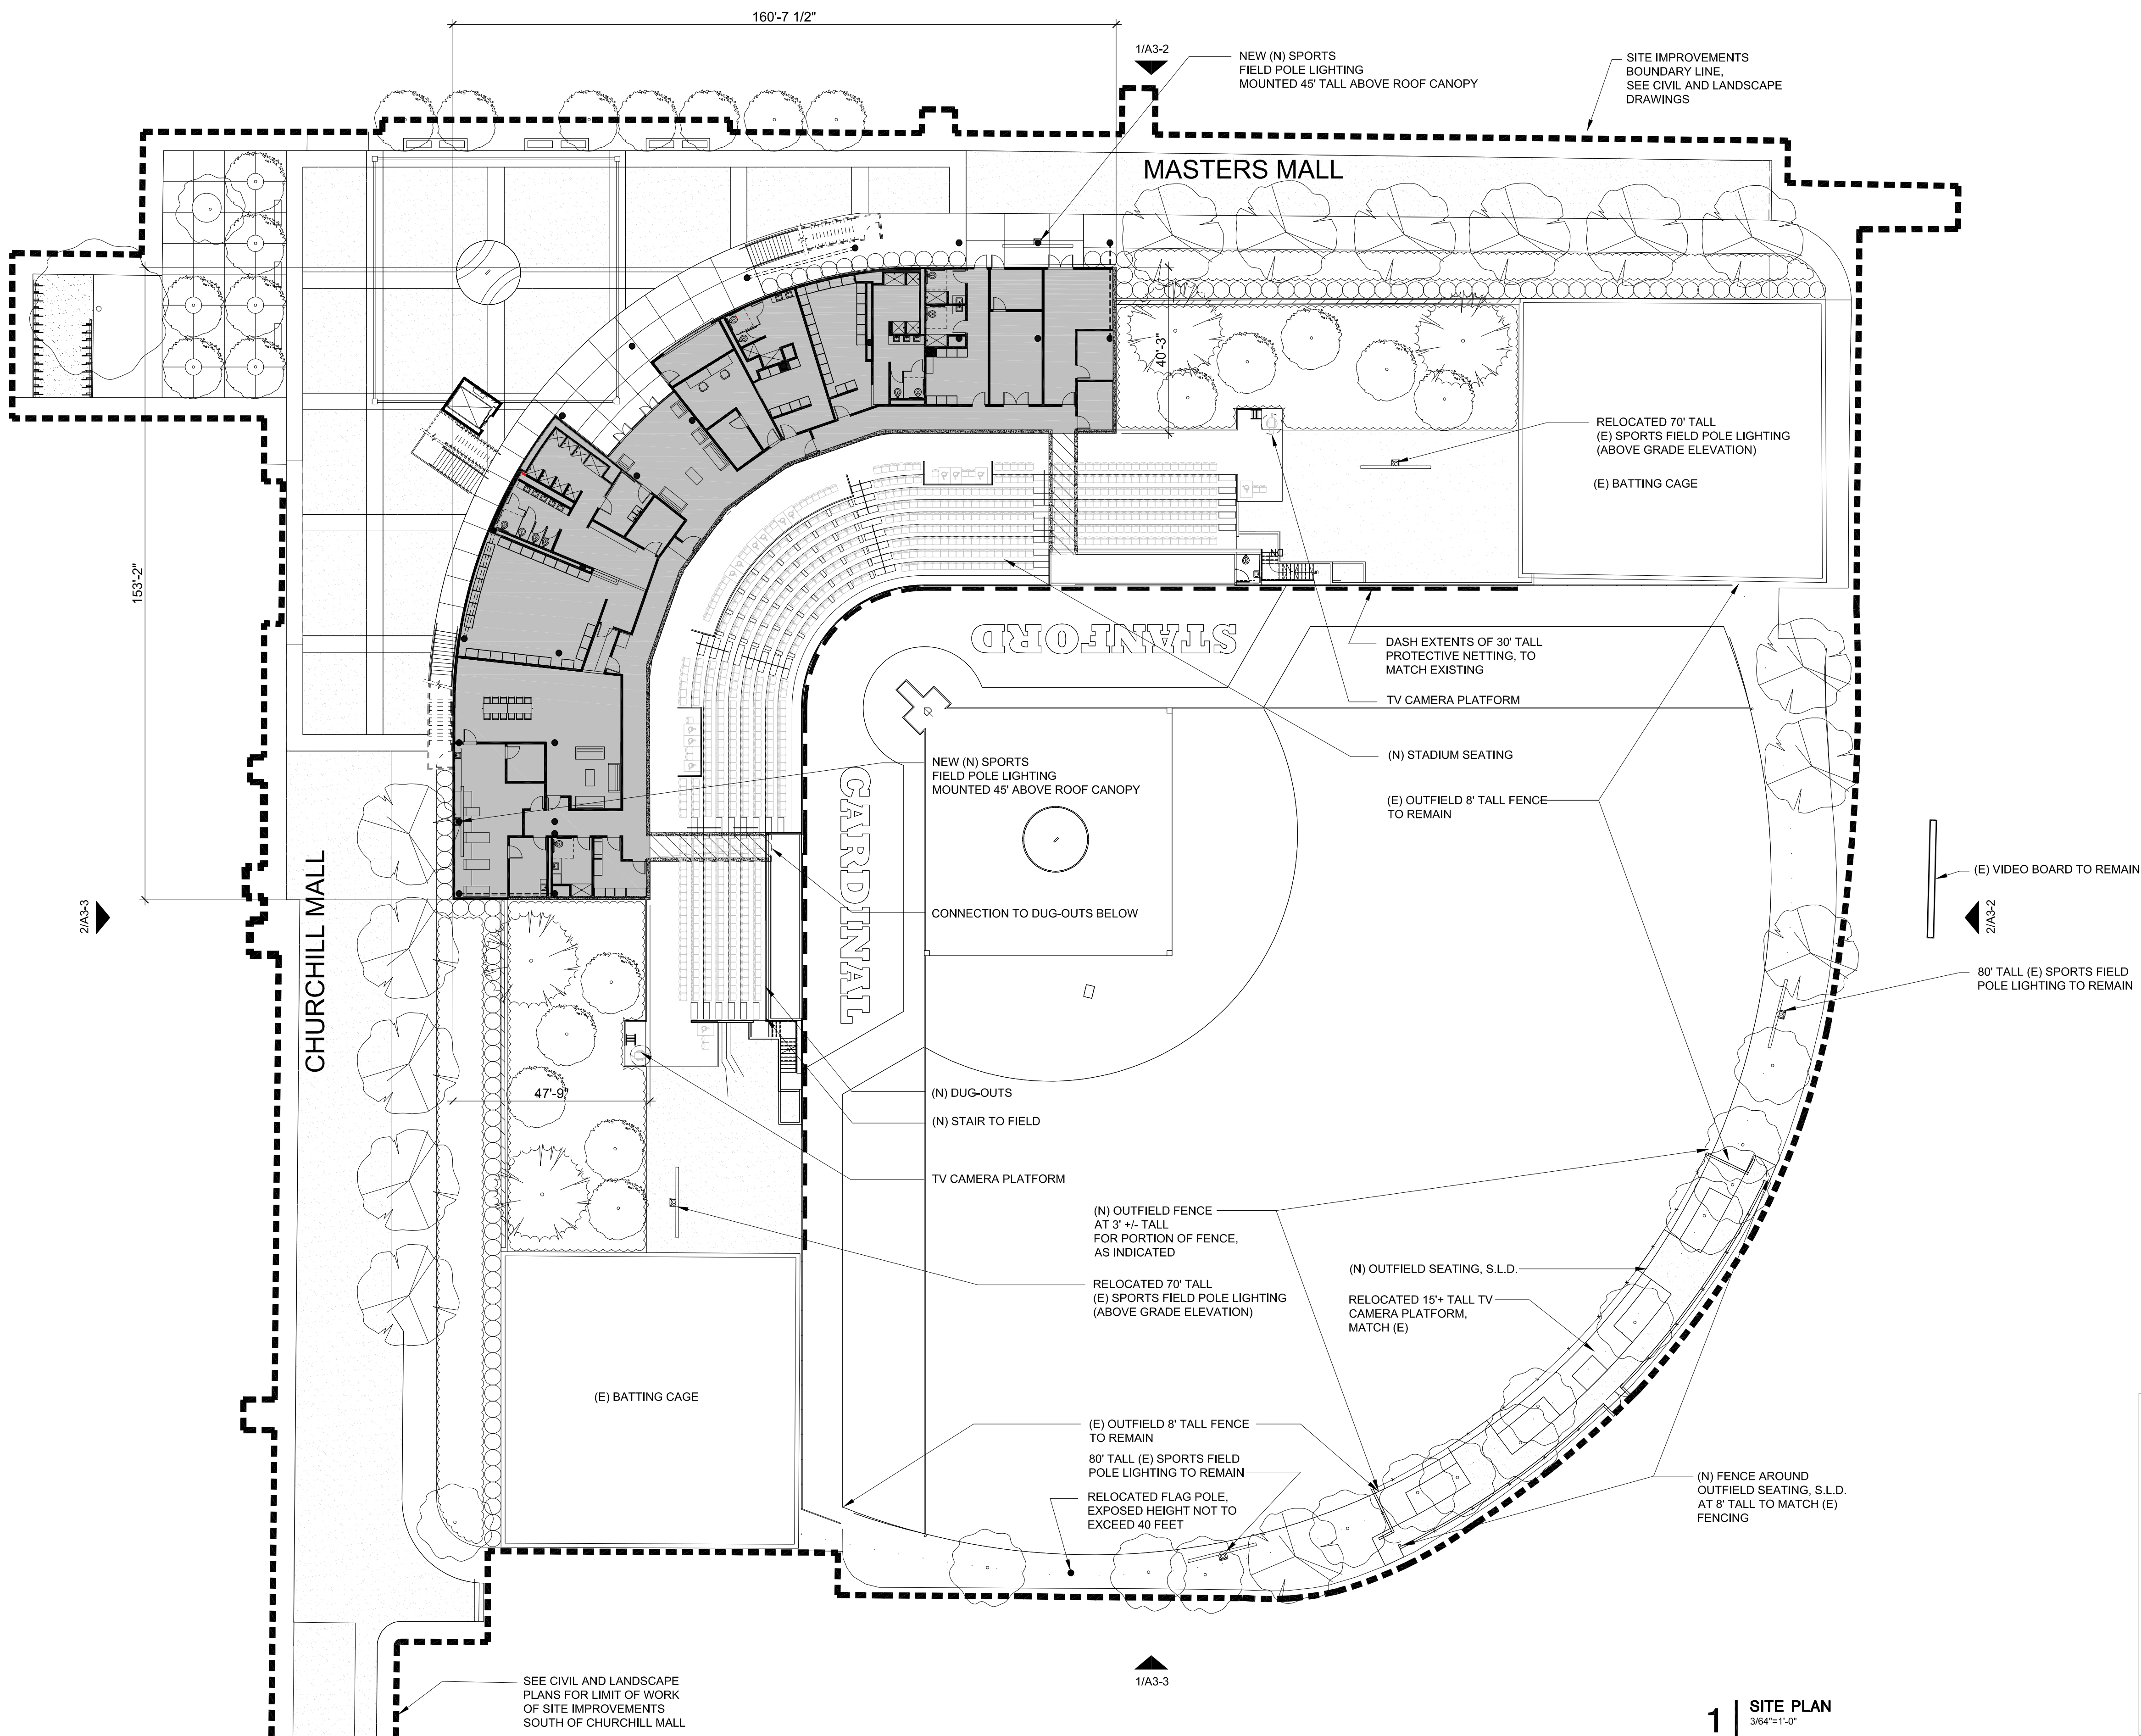 160'-7 1/2"
1/A3-2
NEW (N) SPORTS
FIELD POLE LIGHTING
MOUNTED 45' TALL ABOVE ROOF CANOPY
SITE IMPROVEMENTS
BOUNDARY LINE,
SEE CIVIL AND LANDSCAPE
DRAWINGS
MASTERS MALL
40'-3"
RELOCATED 70' TALL
(E) SPORTS FIELD POLE LIGHTING
(ABOVE GRADE ELEVATION)
(E) BATTING CAGE
153'-2"
STANFORD
DASH EXTENTS OF 30' TALL
PROTECTIVE NETTING, TO
MATCH EXISTING
TV CAMERA PLATFORM
(N) STADIUM SEATING
NEW (N) SPORTS
FIELD POLE LIGHTING
MOUNTED 45' ABOVE ROOF CANOPY
(E) OUTFIELD 8' TALL FENCE
TO REMAIN
CARDINAL
CHURCHILL MALL
(E) VIDEO BOARD TO REMAIN
2/A3-3
CONNECTION TO DUG-OUTS BELOW
2/A3-2
80' TALL (E) SPORTS FIELD
POLE LIGHTING TO REMAIN
47'-9"
(N) DUG-OUTS
(N) STAIR TO FIELD
TV CAMERA PLATFORM
(N) OUTFIELD FENCE
AT 3' +/- TALL
FOR PORTION OF FENCE,
AS INDICATED
(N) OUTFIELD SEATING, S.L.D.
RELOCATED 70' TALL
(E) SPORTS FIELD POLE LIGHTING
(ABOVE GRADE ELEVATION)
RELOCATED 15'+ TALL TV
CAMERA PLATFORM,
MATCH (E)
(E) BATTING CAGE
(E) OUTFIELD 8' TALL FENCE
TO REMAIN
80' TALL (E) SPORTS FIELD
POLE LIGHTING TO REMAIN
RELOCATED FLAG POLE,
EXPOSED HEIGHT NOT TO
EXCEED 40 FEET
(N) FENCE AROUND
OUTFIELD SEATING, S.L.D.
AT 8' TALL TO MATCH (E)
FENCING
SEE CIVIL AND LANDSCAPE
PLANS FOR LIMIT OF WORK
OF SITE IMPROVEMENTS
SOUTH OF CHURCHILL MALL
1/A3-3
1 SITE PLAN
3/64"=1'-0"